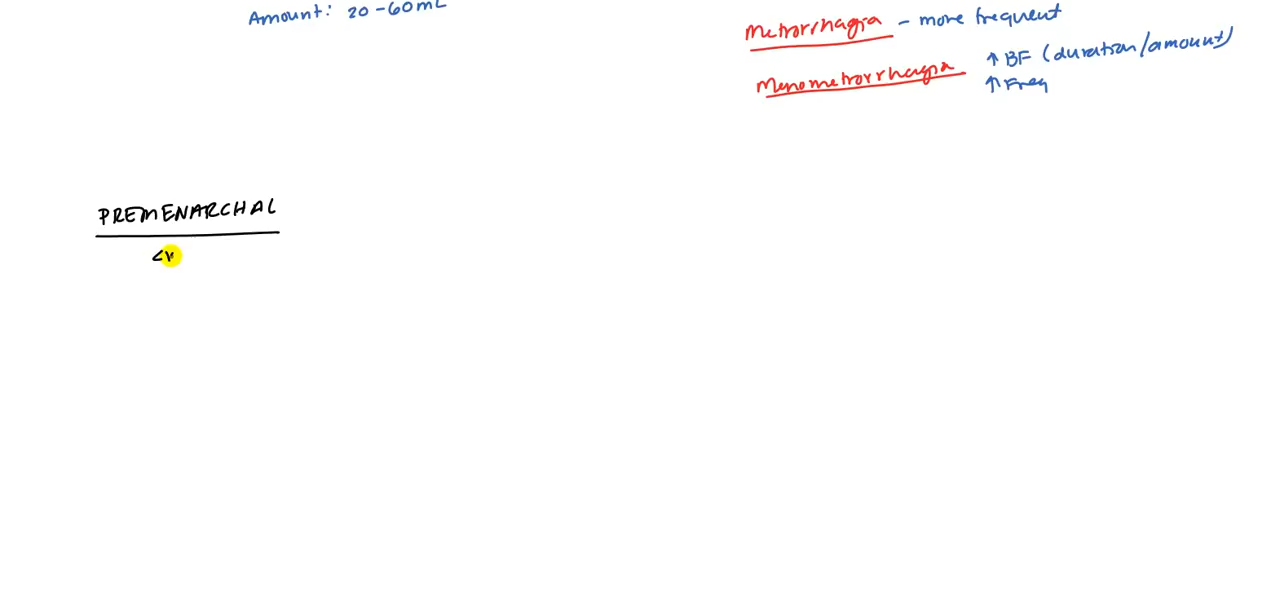 Amount: 20-60mL
Metrorrhagia - more frequent
Menometrorrhagia ↑ BF (duration/amount)
↑ Freq
PREMENARCHAL
<